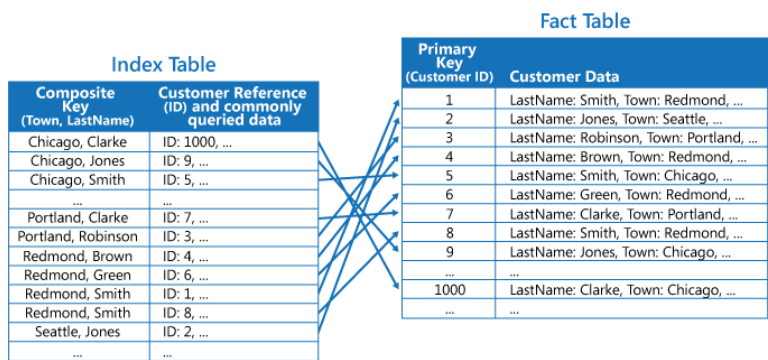 Index Table
Composite Key (Town, LastName) Customer Reference (ID) and commonly queried data
Chicago, Clarke ID: 1000, ...
Chicago, Jones ID: 9, ...
Chicago, Smith ID: 5, ...
... ...
Portland, Clarke ID: 7, ...
Portland, Robinson ID: 3, ...
Redmond, Brown ID: 4, ...
Redmond, Green ID: 6, ...
Redmond, Smith ID: 1, ...
Redmond, Smith ID: 8, ...
Seattle, Jones ID: 2, ...
... ...
Fact Table
Primary Key (Customer ID) Customer Data
1 LastName: Smith, Town: Redmond, ...
2 LastName: Jones, Town: Seattle, ...
3 LastName: Robinson, Town: Portland, ...
4 LastName: Brown, Town: Redmond, ...
5 LastName: Smith, Town: Chicago, ...
6 LastName: Green, Town: Redmond, ...
7 LastName: Clarke, Town: Portland, ...
8 LastName: Smith, Town: Redmond, ...
9 LastName: Jones, Town: Chicago, ...
... ...
1000 LastName: Clarke, Town: Chicago, ...
... ...